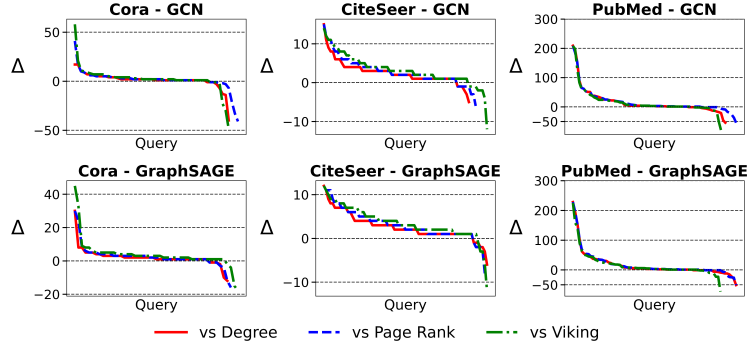 Cora - GCN
CiteSeer - GCN
PubMed - GCN
Δ
50
0
−50
Query
Δ
10
0
−10
Query
Δ
300
200
100
0
−50
Query
Cora - GraphSAGE
CiteSeer - GraphSAGE
PubMed - GraphSAGE
Δ
40
20
0
−20
Query
Δ
10
0
−10
Query
Δ
300
200
100
0
−50
Query
vs Degree
vs Page Rank
vs Viking